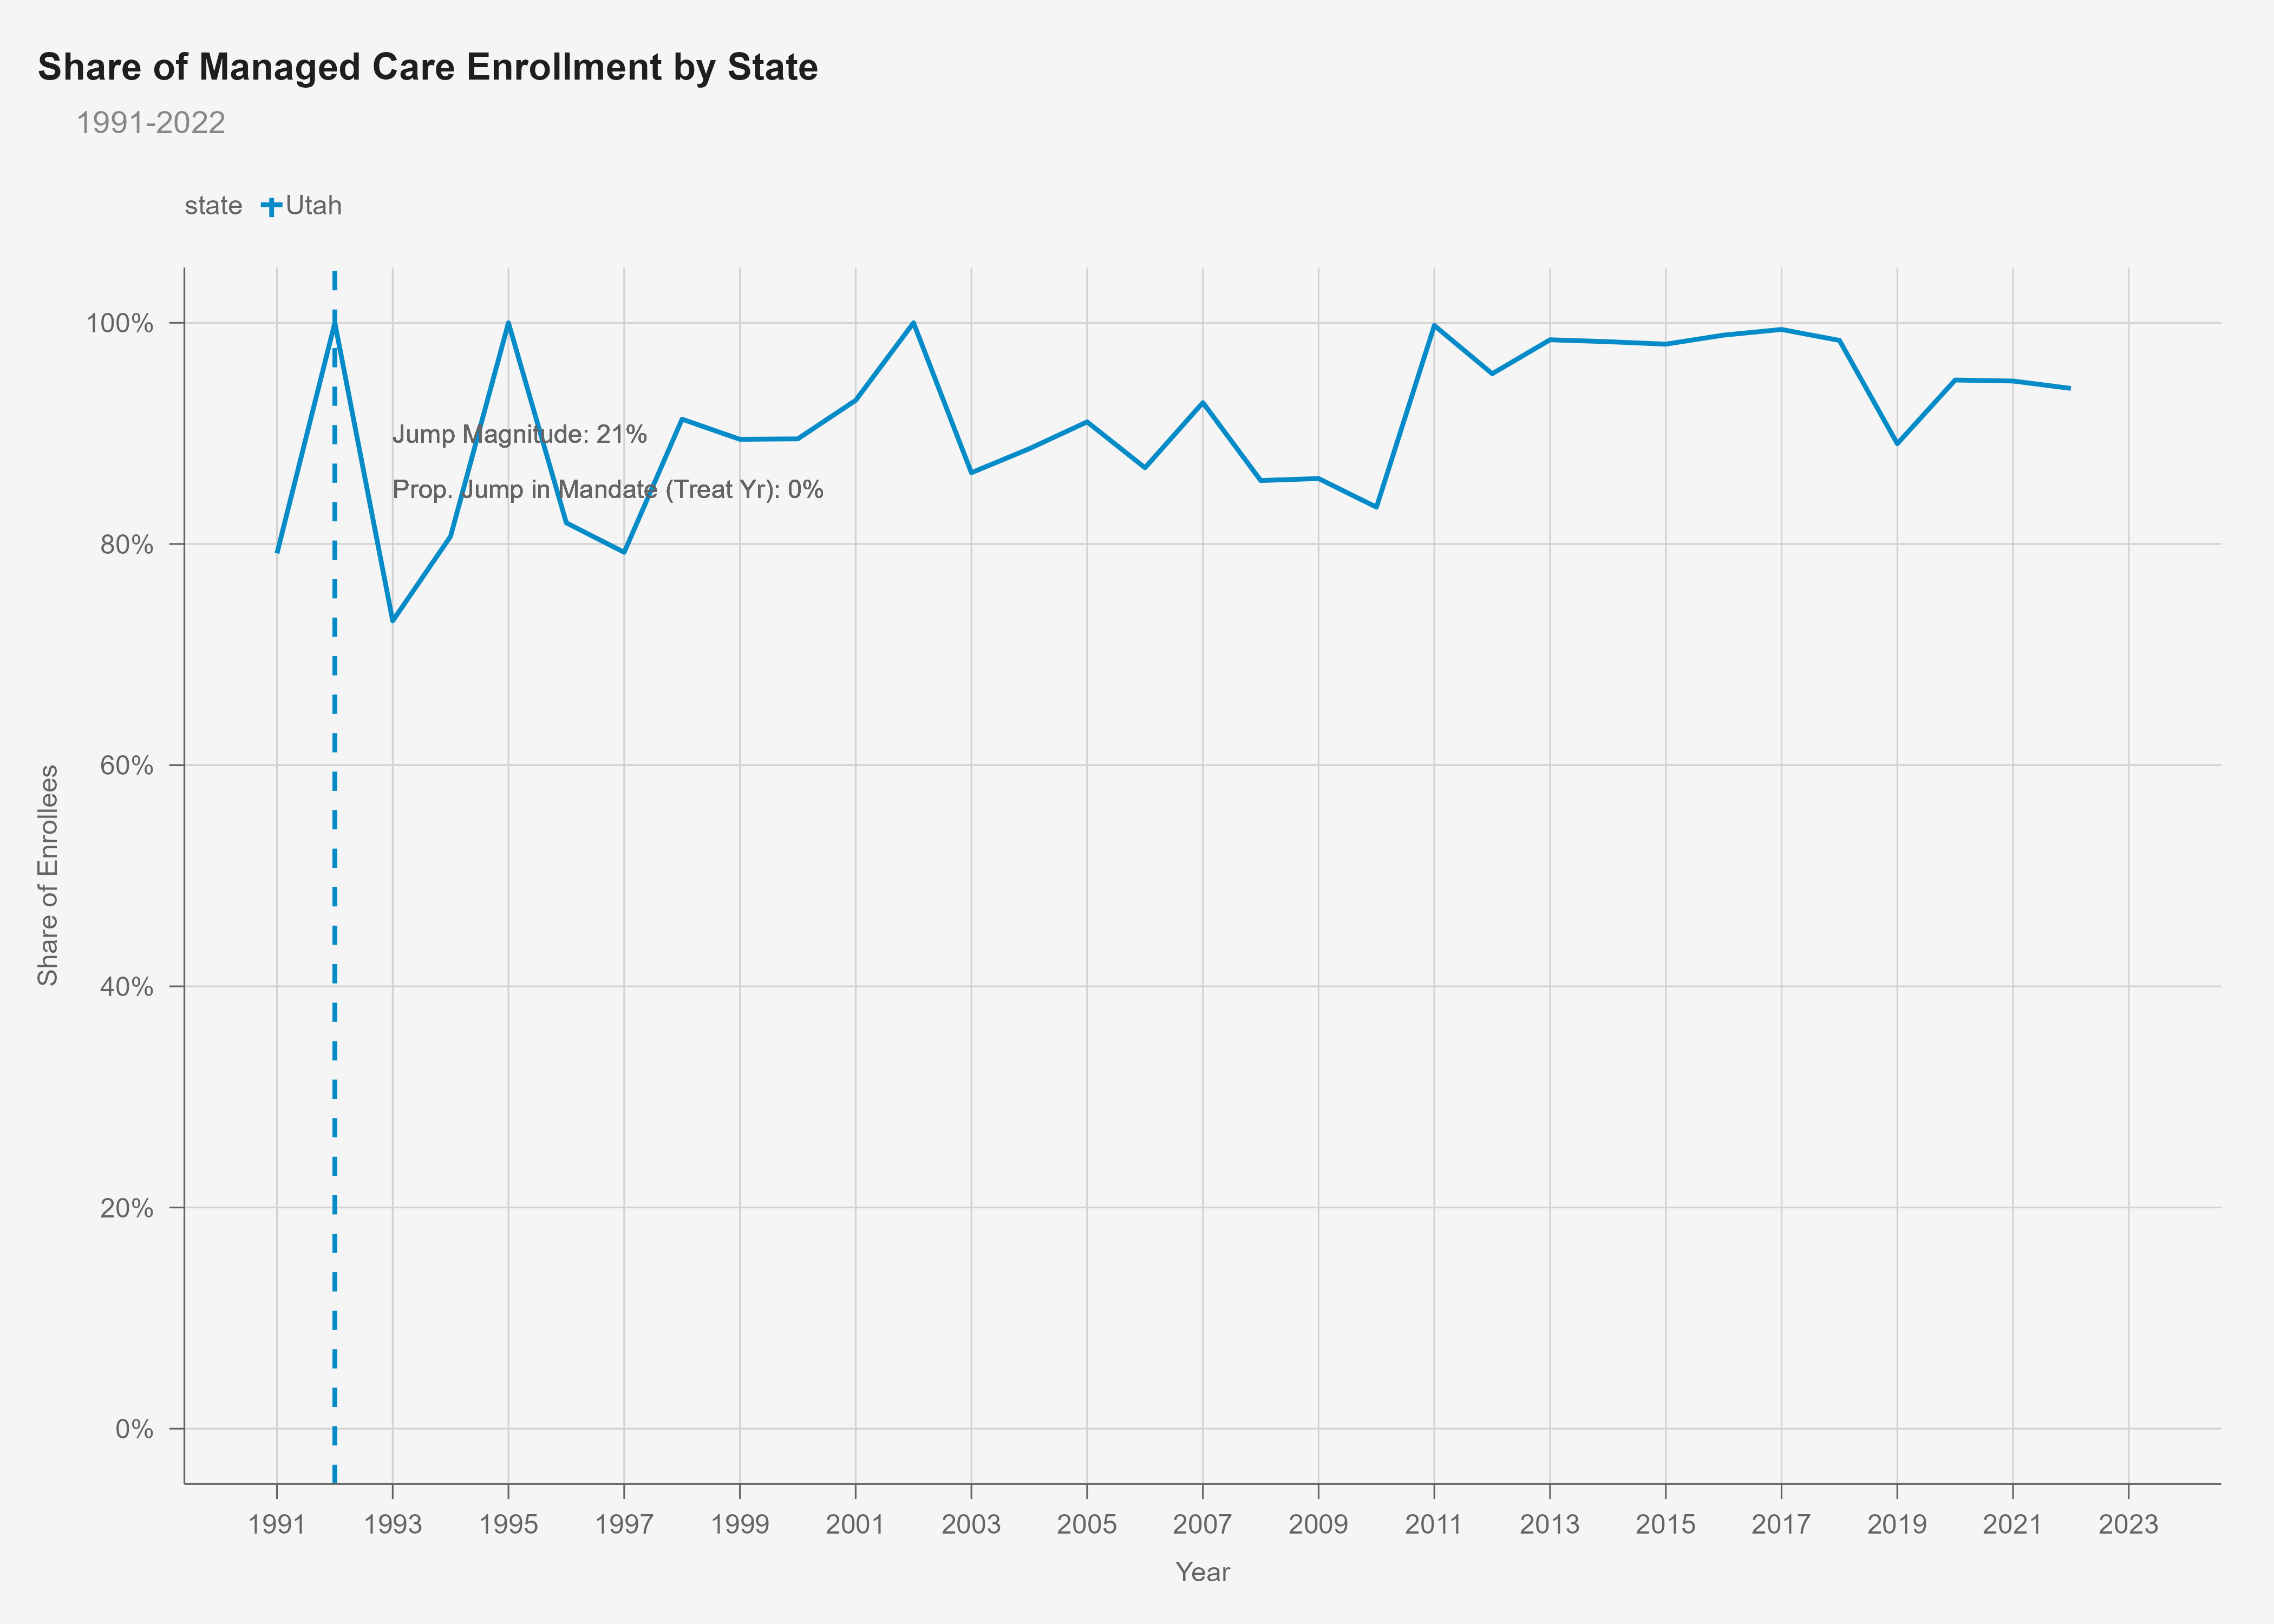 Share of Managed Care Enrollment by State
1991-2022
state Utah
100%
80%
60%
40%
20%
0%
Share of Enrollees
Jump Magnitude: 21%
Prop. Jump in Mandate (Treat Yr): 0%
1991 1993 1995 1997 1999 2001 2003 2005 2007 2009 2011 2013 2015 2017 2019 2021 2023
Year